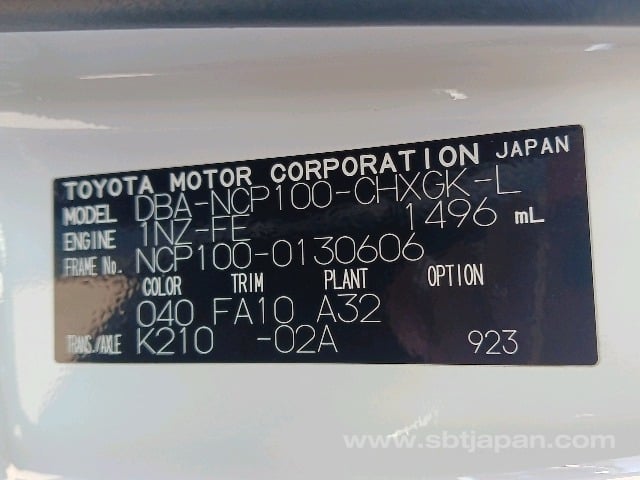 TOYOTA MOTOR CORPORATION JAPAN
MODEL DBA-NCP100-CHXGK-L
ENGINE 1NZ-FE 1496 mL
FRAME No. NCP100-0130606
COLOR TRIM PLANT OPTION
040 FA10 A32
TRANS./AXLE K210 -02A 923
www.sbtjapan.com